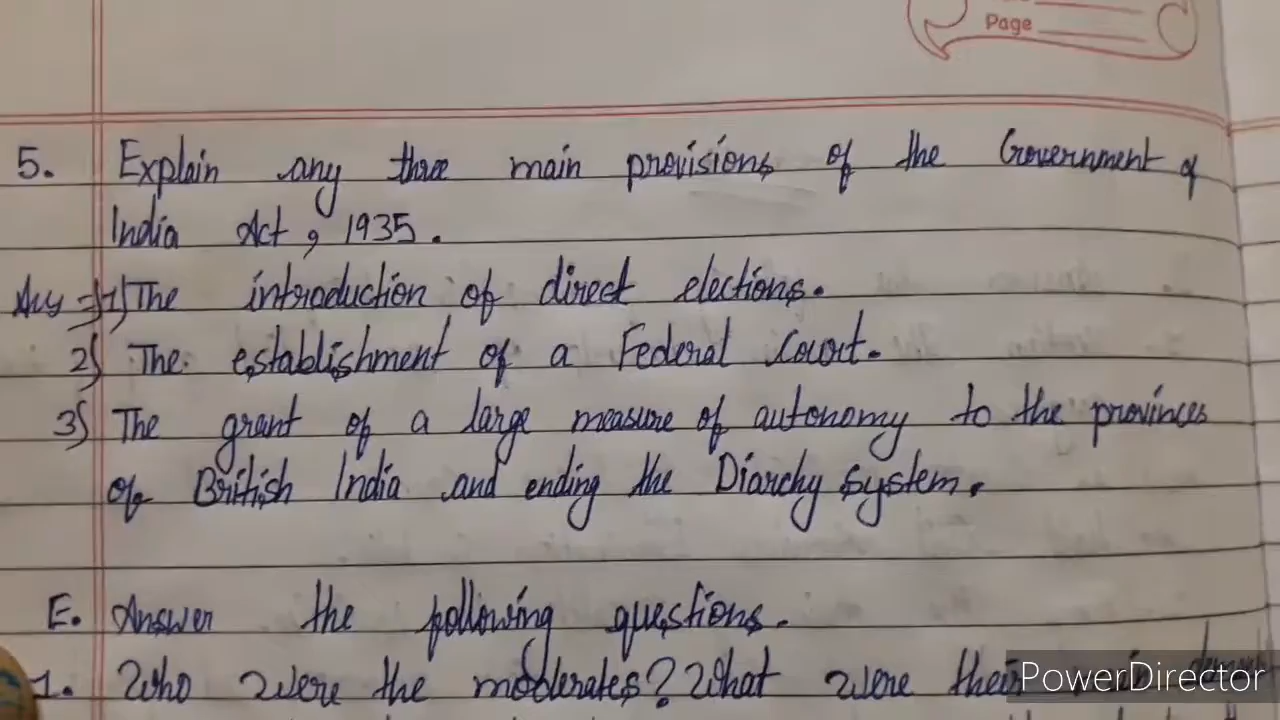 Page
5. Explain any three main provisions of the Government of
India Act, 1935.
Ans ⇒ 1) The introduction of direct elections.
2) The establishment of a Federal Court.
3) The grant of a large measure of autonomy to the provinces
of British India and ending the Diarchy system.
E. Answer the following questions.
1. Who were the moderates? What were their main
PowerDirector